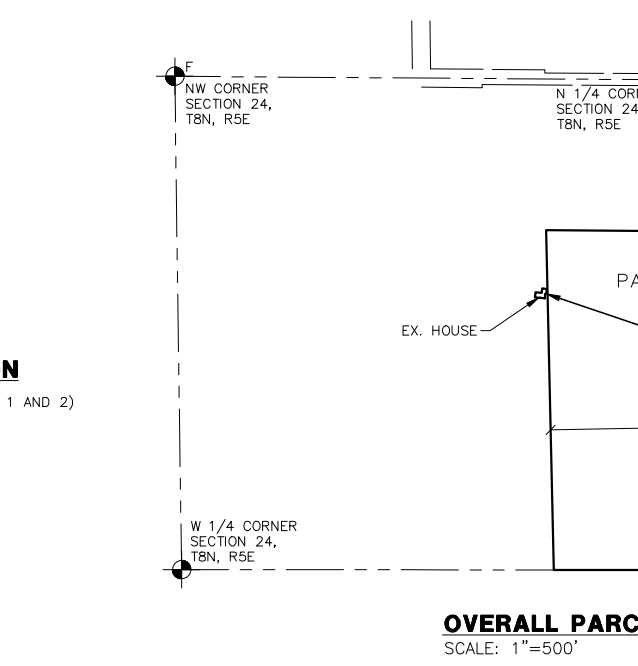 F
NW CORNER
SECTION 24,
T8N, R5E
N 1/4 COR
SECTION 24
T8N, R5E
PA
EX. HOUSE
N
1 AND 2)
W 1/4 CORNER
SECTION 24,
T8N, R5E
OVERALL PARC
SCALE: 1"=500'